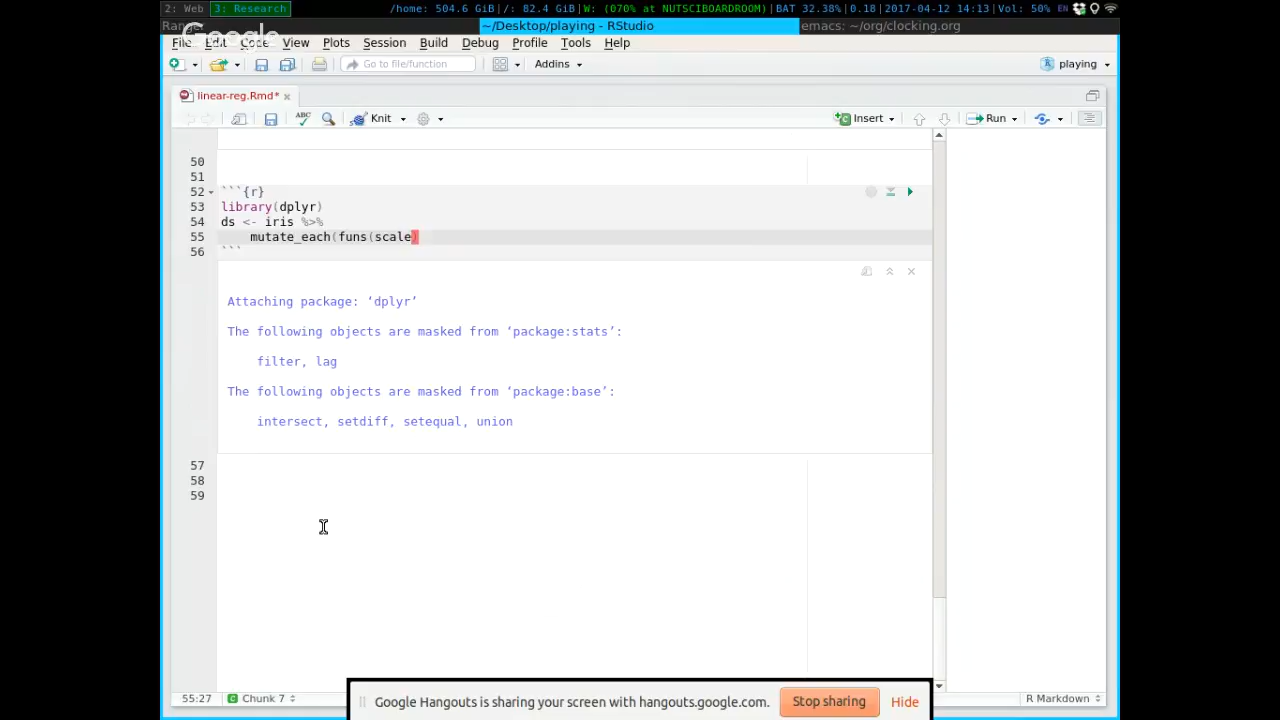 2: Web 3: Research /home: 504.6 GiB|/: 82.4 GiB|W: (070% at NUTSCIBOARDROOM)|BAT 32.38%|0.18|2017-04-12 14:13|Vol: 50% EN
~/Desktop/playing - RStudio emacs: ~/org/clocking.org
Google
File Edit Code View Plots Session Build Debug Profile Tools Help
Go to file/function Addins playing
linear-reg.Rmd*
ABC Knit Insert Run
50
51
52 ```{r}
53 library(dplyr)
54 ds <- iris %>%
55 mutate_each(funs(scale)
56 ```
Attaching package: ‘dplyr’
The following objects are masked from ‘package:stats’:
filter, lag
The following objects are masked from ‘package:base’:
intersect, setdiff, setequal, union
57
58
59
55:27 Chunk 7 R Markdown
Google Hangouts is sharing your screen with hangouts.google.com. Stop sharing Hide